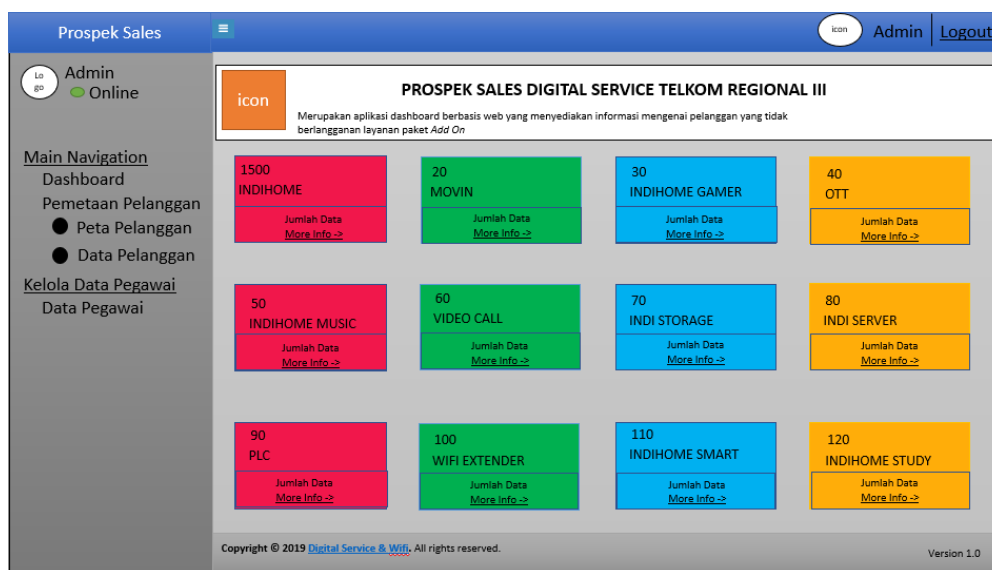 Prospek Sales
icon
Admin
Logout
Lo
go
Admin
Online
Main Navigation
Dashboard
Pemetaan Pelanggan
Peta Pelanggan
Data Pelanggan
Kelola Data Pegawai
Data Pegawai
icon
PROSPEK SALES DIGITAL SERVICE TELKOM REGIONAL III
Merupakan aplikasi dashboard berbasis web yang menyediakan informasi mengenai pelanggan yang tidak
berlangganan layanan paket Add On
1500
INDIHOME
Jumlah Data
More Info ->
20
MOVIN
Jumlah Data
More Info ->
30
INDIHOME GAMER
Jumlah Data
More Info ->
40
OTT
Jumlah Data
More Info ->
50
INDIHOME MUSIC
Jumlah Data
More Info ->
60
VIDEO CALL
Jumlah Data
More Info ->
70
INDI STORAGE
Jumlah Data
More Info ->
80
INDI SERVER
Jumlah Data
More Info ->
90
PLC
Jumlah Data
More Info ->
100
WIFI EXTENDER
Jumlah Data
More Info ->
110
INDIHOME SMART
Jumlah Data
More Info ->
120
INDIHOME STUDY
Jumlah Data
More Info ->
Copyright © 2019 Digital Service & Wifi. All rights reserved.
Version 1.0